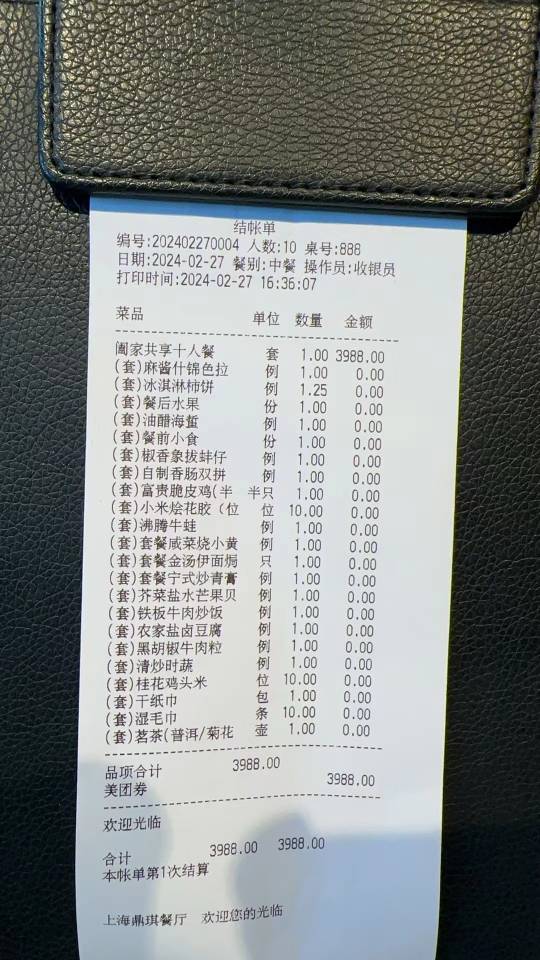 结帐单
编号:202402270004 人数:10 桌号:888
日期:2024-02-27 餐别:中餐 操作员:收银员
打印时间:2024-02-27 16:36:07
菜品 单位 数量 金额
阖家共享十人餐 套 1.00 3988.00
(套)麻酱什锦色拉 例 1.00 0.00
(套)冰淇淋柿饼 例 1.25 0.00
(套)餐后水果 份 1.00 0.00
(套)油醋海蜇 例 1.00 0.00
(套)餐前小食 份 1.00 0.00
(套)椒香象拔蚌仔 例 1.00 0.00
(套)自制香肠双拼 例 1.00 0.00
(套)富贵脆皮鸡(半 半只 1.00 0.00
(套)小米烩花胶（位 位 10.00 0.00
(套)沸腾牛蛙 例 1.00 0.00
(套)套餐咸菜烧小黄 例 1.00 0.00
(套)套餐金汤伊面焗 只 1.00 0.00
(套)套餐宁式炒青膏 例 1.00 0.00
(套)芥菜盐水芒果贝 例 1.00 0.00
(套)铁板牛肉炒饭 例 1.00 0.00
(套)农家盐卤豆腐 例 1.00 0.00
(套)黑胡椒牛肉粒 例 1.00 0.00
(套)清炒时蔬 例 1.00 0.00
(套)桂花鸡头米 位 10.00 0.00
(套)干纸巾 包 1.00 0.00
(套)湿毛巾 条 10.00 0.00
(套)茗茶(普洱/菊花 壶 1.00 0.00
品项合计 3988.00
美团券 3988.00
欢迎光临
合计 3988.00 3988.00
本帐单第1次结算
上海鼎琪餐厅 欢迎您的光临